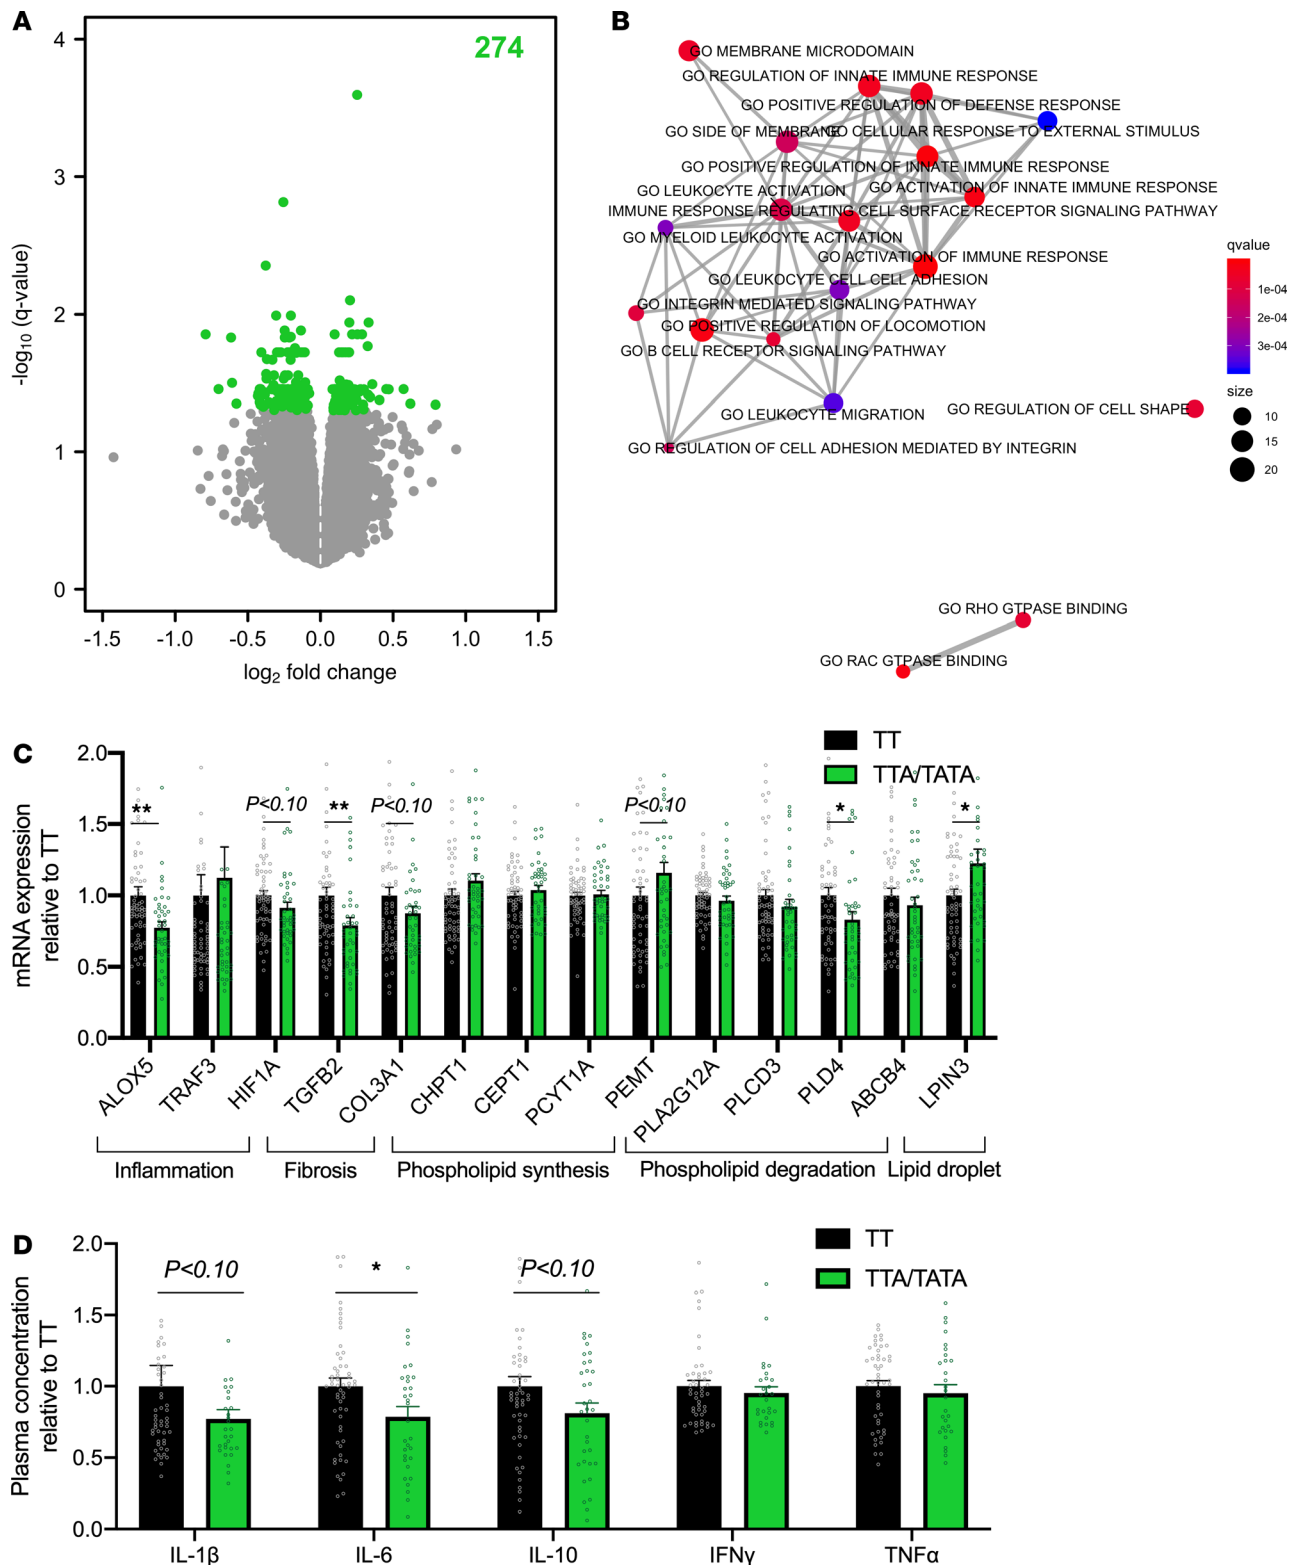 A
274
4
3
2
1
0
-log10 (q-value)
-1.5 -1.0 -0.5 0.0 0.5 1.0 1.5
log2 fold change
B
GO MEMBRANE MICRODOMAIN
GO REGULATION OF INNATE IMMUNE RESPONSE
GO POSITIVE REGULATION OF DEFENSE RESPONSE
GO SIDE OF MEMBRANE
GO CELLULAR RESPONSE TO EXTERNAL STIMULUS
GO POSITIVE REGULATION OF INNATE IMMUNE RESPONSE
GO LEUKOCYTE ACTIVATION
GO ACTIVATION OF INNATE IMMUNE RESPONSE
IMMUNE RESPONSE REGULATING CELL SURFACE RECEPTOR SIGNALING PATHWAY
GO MYELOID LEUKOCYTE ACTIVATION
GO ACTIVATION OF IMMUNE RESPONSE
GO LEUKOCYTE CELL CELL ADHESION
GO INTEGRIN MEDIATED SIGNALING PATHWAY
GO POSITIVE REGULATION OF LOCOMOTION
GO B CELL RECEPTOR SIGNALING PATHWAY
GO LEUKOCYTE MIGRATION
GO REGULATION OF CELL SHAPE
GO REGULATION OF CELL ADHESION MEDIATED BY INTEGRIN
GO RHO GTPASE BINDING
GO RAC GTPASE BINDING
qvalue
1e-04
2e-04
3e-04
size
10
15
20
C
TT
TTA/TATA
mRNA expression
relative to TT
2.0
1.5
1.0
0.5
0.0
** P<0.10 ** P<0.10 P<0.10 * *
ALOX5 TRAF3 HIF1A TGFB2 COL3A1 CHPT1 CEPT1 PCYT1A PEMT PLA2G12A PLCD3 PLD4 ABCB4 LPIN3
Inflammation Fibrosis Phospholipid synthesis Phospholipid degradation Lipid droplet
D
TT
TTA/TATA
Plasma concentration
relative to TT
2.0
1.5
1.0
0.5
0.0
P<0.10 * P<0.10
IL-1β IL-6 IL-10 IFNγ TNFα